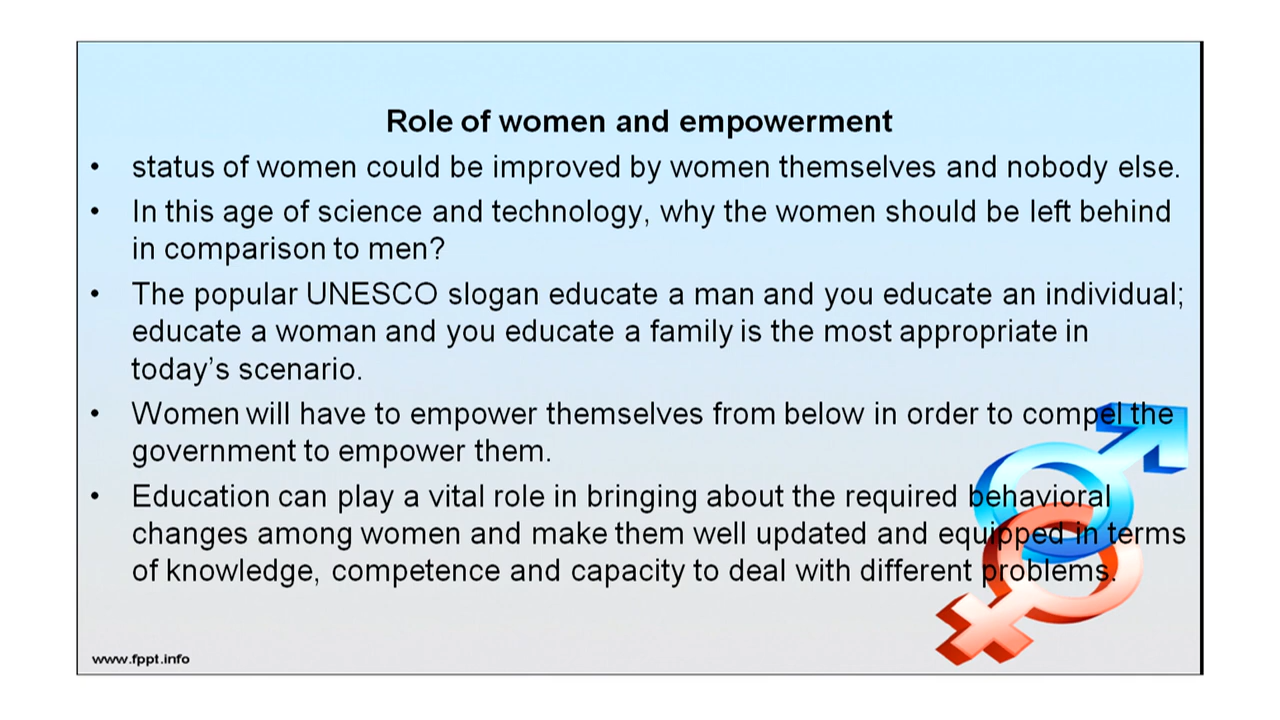 Role of women and empowerment
• status of women could be improved by women themselves and nobody else.
• In this age of science and technology, why the women should be left behind
in comparison to men?
• The popular UNESCO slogan educate a man and you educate an individual;
educate a woman and you educate a family is the most appropriate in
today's scenario.
• Women will have to empower themselves from below in order to compel the
government to empower them.
• Education can play a vital role in bringing about the required behavioral
changes among women and make them well updated and equipped in terms
of knowledge, competence and capacity to deal with different problems.
www.fppt.info